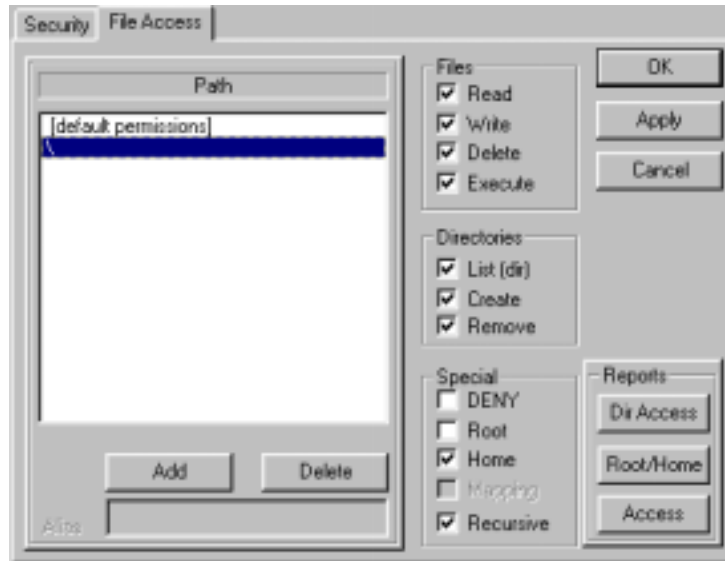 Security File Access
Path
[default permissions]
\
Add Delete
Alias
Files
Read
Write
Delete
Execute
Directories
List (dir)
Create
Remove
Special
DENY
Root
Home
Mapping
Recursive
OK
Apply
Cancel
Reports
Dir Access
Root/Home
Access